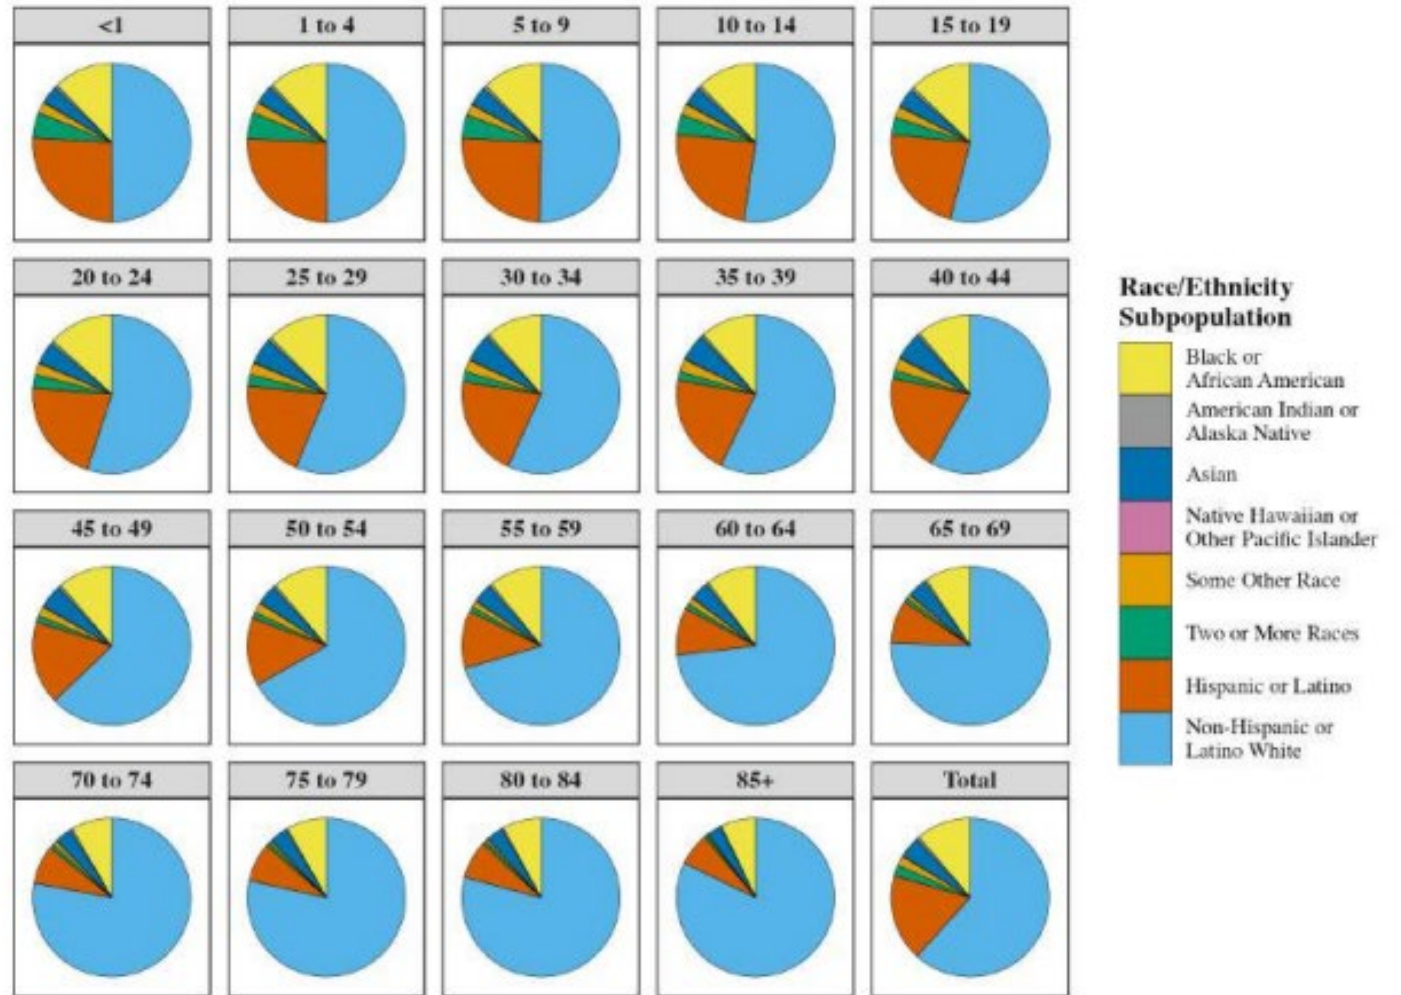 <1
1 to 4
5 to 9
10 to 14
15 to 19
20 to 24
25 to 29
30 to 34
35 to 39
40 to 44
45 to 49
50 to 54
55 to 59
60 to 64
65 to 69
70 to 74
75 to 79
80 to 84
85+
Total
Race/Ethnicity
Subpopulation
Black or
African American
American Indian or
Alaska Native
Asian
Native Hawaiian or
Other Pacific Islander
Some Other Race
Two or More Races
Hispanic or Latino
Non-Hispanic or
Latino White